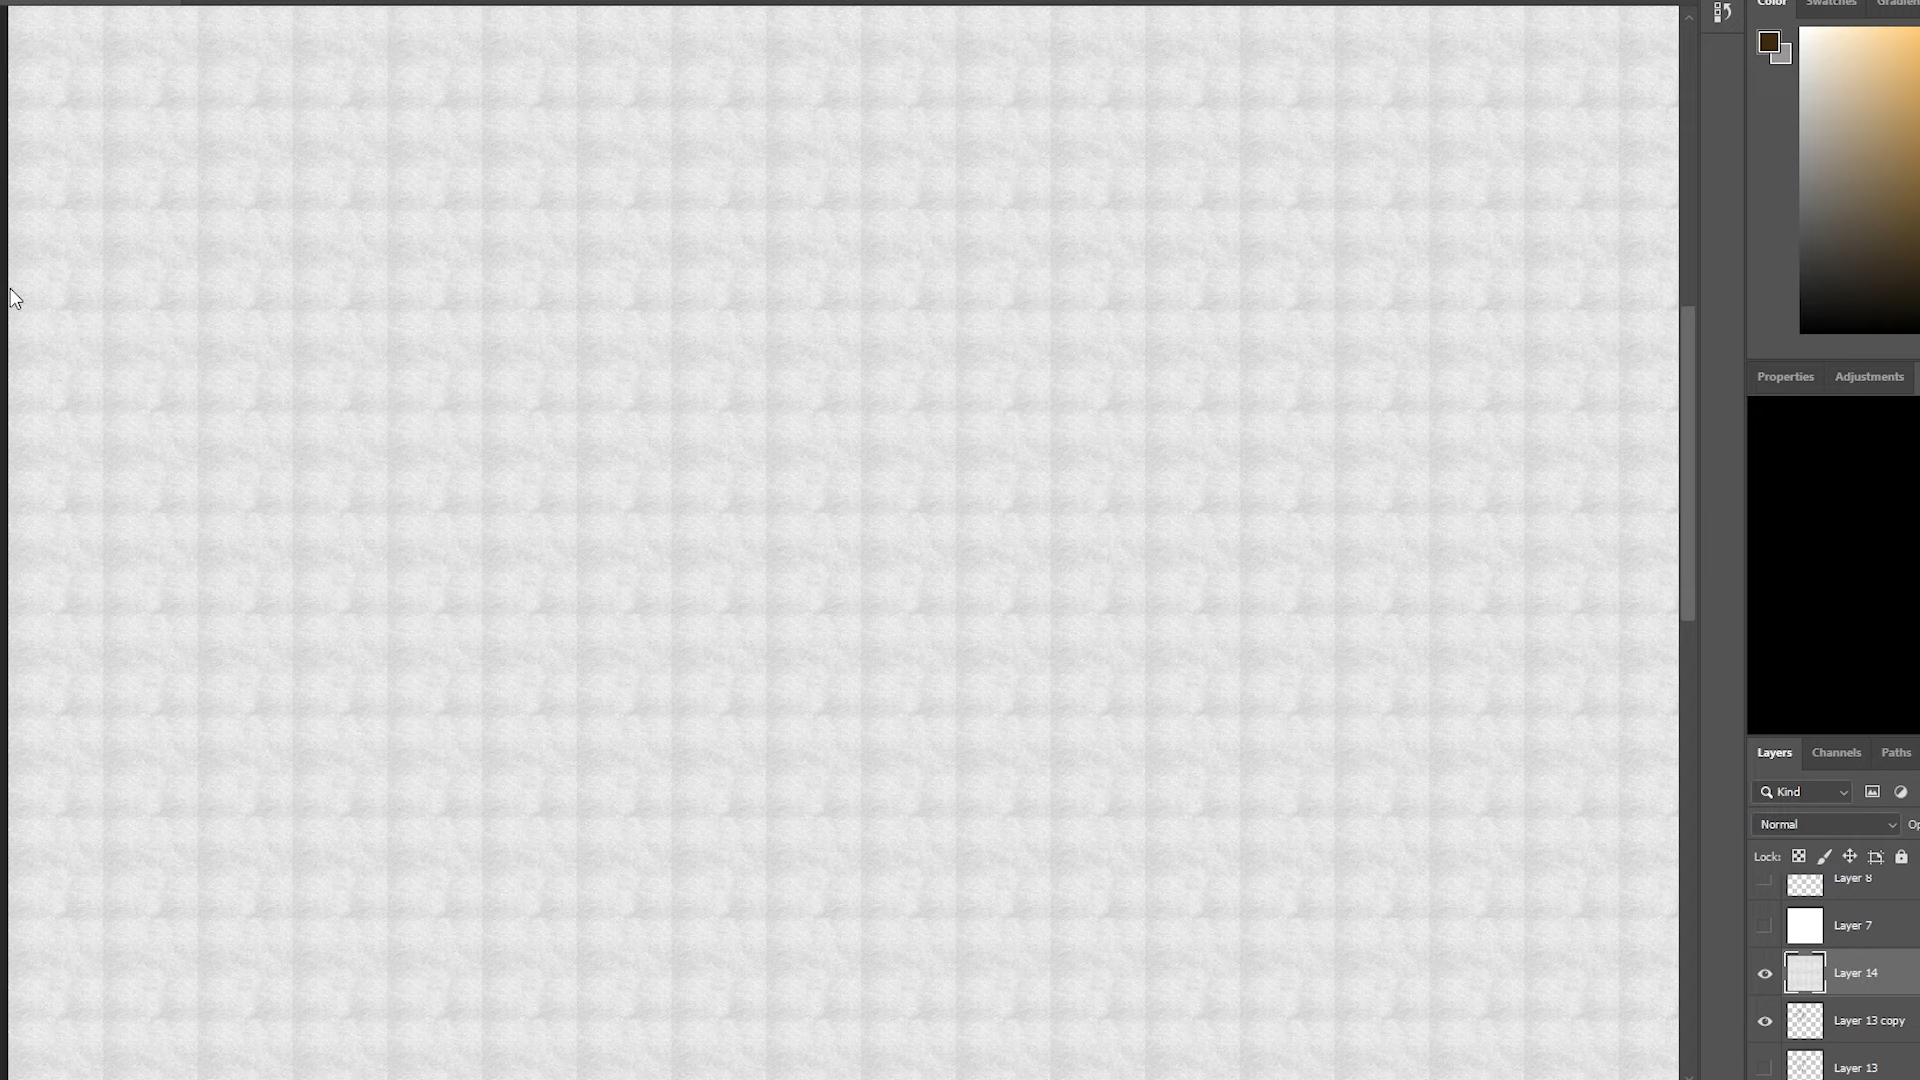 Color Swatches
Properties Adjustments
Layers Channels Paths
Kind
Normal
Lock:
Layer 8
Layer 7
Layer 14
Layer 13 copy
Layer 13